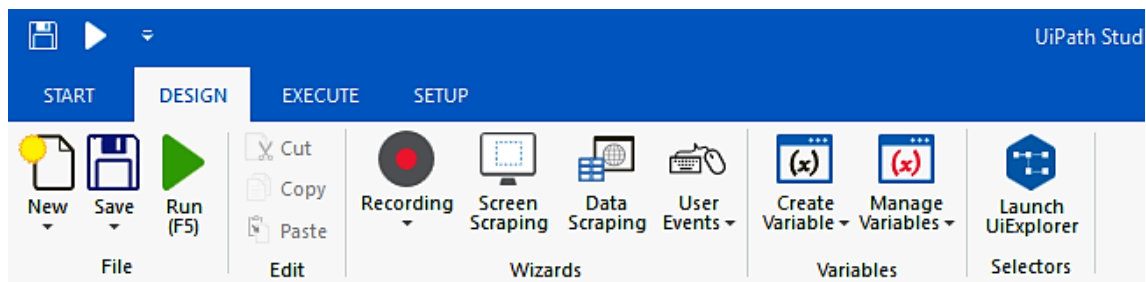 UiPath Stud
START DESIGN EXECUTE SETUP
New
Save
Run
(F5)
File
Cut
Copy
Paste
Edit
Recording
Screen
Scraping
Data
Scraping
User
Events
Wizards
(x)
Create
Variable
(x)
Manage
Variables
Variables
Launch
UiExplorer
Selectors